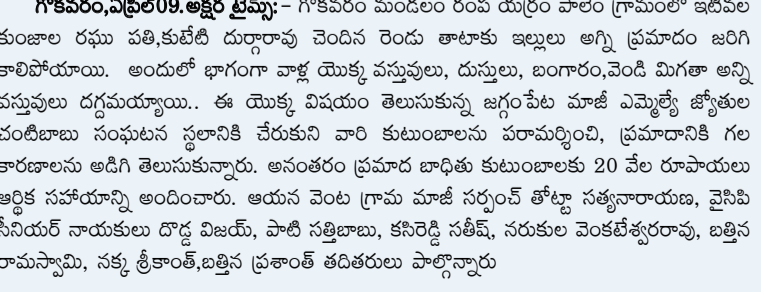 గోకవరం,ఏప్రిల్09.అక్షర టైమ్స్:- గోకవరం మండలం రంప యర్రం పాలెం గ్రామంలో ఇటీవల
కుంజాల రఘు పతి,కుటేటి దుర్గారావు చెందిన రెండు తాటాకు ఇల్లులు అగ్ని ప్రమాదం జరిగి
కాలిపోయాయి. అందులో భాగంగా వాళ్ల యొక్క వస్తువులు, దుస్తులు, బంగారం,వెండి మిగతా అన్ని
వస్తువులు దగ్ధమయ్యాయి.. ఈ యొక్క విషయం తెలుసుకున్న జగ్గంపేట మాజీ ఎమ్మెల్యే జ్యోతుల
చంటిబాబు సంఘటన స్థలానికి చేరుకుని వారి కుటుంబాలను పరామర్శించి, ప్రమాదానికి గల
కారణాలను అడిగి తెలుసుకున్నారు. అనంతరం ప్రమాద బాధితు కుటుంబాలకు 20 వేల రూపాయలు
ఆర్థిక సహాయాన్ని అందించారు. ఆయన వెంట గ్రామ మాజీ సర్పంచ్ తోట్టా సత్యనారాయణ, వైసిపి
సీనియర్ నాయకులు దొడ్డ విజయ్, పాటి సత్తిబాబు, కసిరెడ్డి సతీష్, నరుకుల వెంకటేశ్వరరావు, బత్తిన
రామస్వామి, నక్క శ్రీకాంత్,బత్తిన ప్రశాంత్ తదితరులు పాల్గొన్నారు